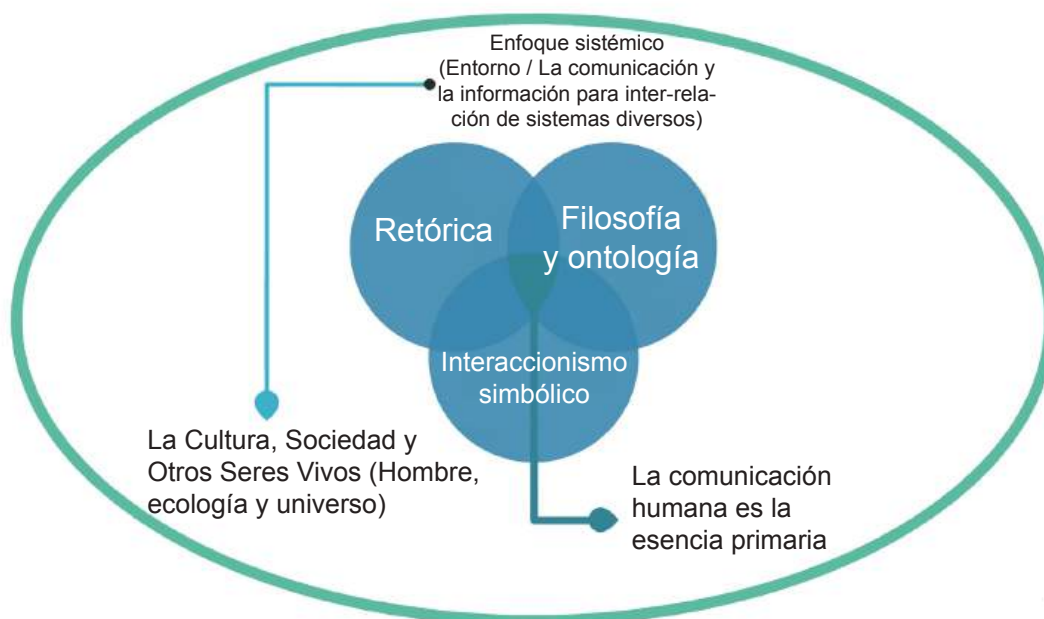 Enfoque sistémico
(Entorno / La comunicación y
la información para inter-rela-
ción de sistemas diversos)
Retórica
Filosofía
y ontología
Interaccionismo
simbólico
La Cultura, Sociedad y
Otros Seres Vivos (Hombre,
ecología y universo)
La comunicación
humana es la
esencia primaria